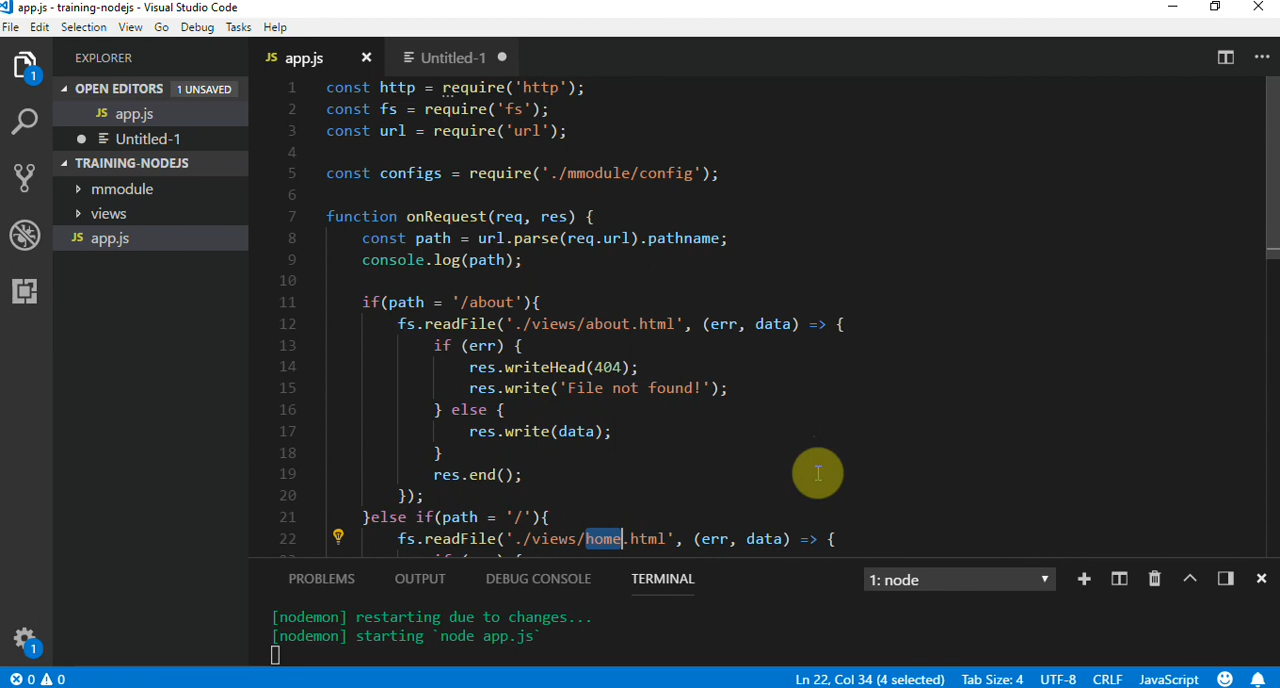 app.js - training-nodejs - Visual Studio Code
File Edit Selection View Go Debug Tasks Help
EXPLORER
OPEN EDITORS 1 UNSAVED
JS app.js
Untitled-1
TRAINING-NODEJS
mmodule
views
JS app.js
1
1
JS app.js Untitled-1
1 const http = require('http');
2 const fs = require('fs');
3 const url = require('url');
4
5 const configs = require('./mmodule/config');
6
7 function onRequest(req, res) {
8 const path = url.parse(req.url).pathname;
9 console.log(path);
10
11 if(path = '/about'){
12 fs.readFile('./views/about.html', (err, data) => {
13 if (err) {
14 res.writeHead(404);
15 res.write('File not found!');
16 } else {
17 res.write(data);
18 }
19 res.end();
20 });
21 }else if(path = '/'){
22 fs.readFile('./views/home.html', (err, data) => {
PROBLEMS OUTPUT DEBUG CONSOLE TERMINAL 1: node
[nodemon] restarting due to changes...
[nodemon] starting `node app.js`
0 0 Ln 22, Col 34 (4 selected) Tab Size: 4 UTF-8 CRLF JavaScript